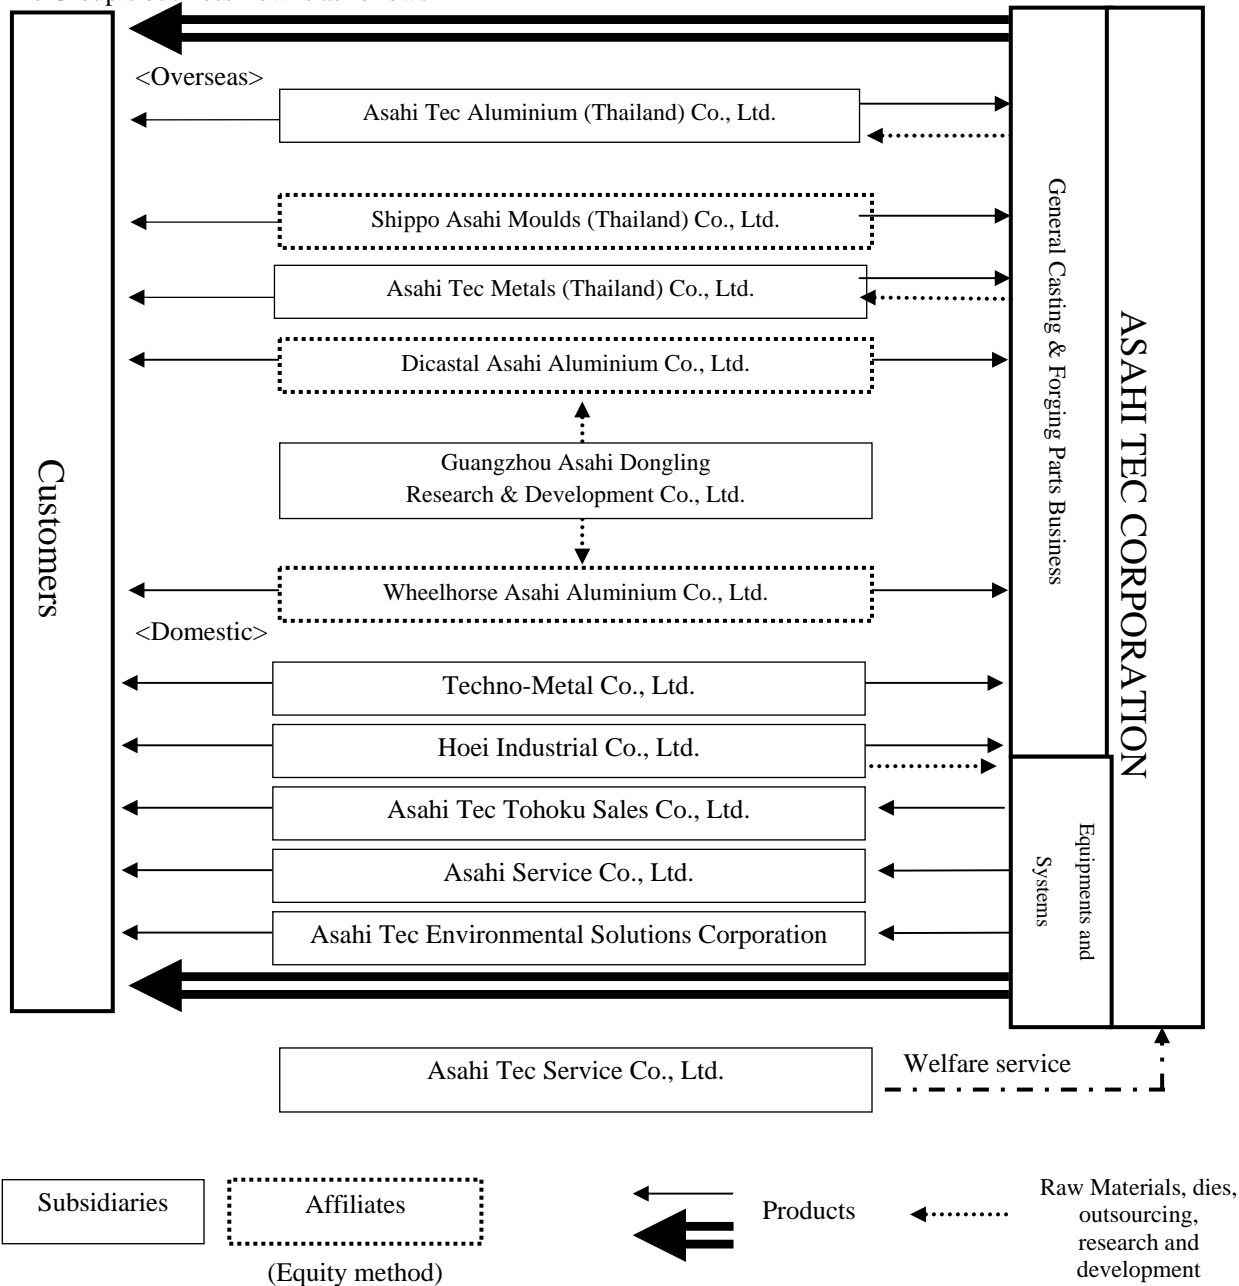 <Overseas>
Asahi Tec Aluminium (Thailand) Co., Ltd.
Shippo Asahi Moulds (Thailand) Co., Ltd.
Asahi Tec Metals (Thailand) Co., Ltd.
Dicastal Asahi Aluminium Co., Ltd.
Guangzhou Asahi Dongling
Research & Development Co., Ltd.
Wheelhorse Asahi Aluminium Co., Ltd.
<Domestic>
Techno-Metal Co., Ltd.
Hoei Industrial Co., Ltd.
Asahi Tec Tohoku Sales Co., Ltd.
Asahi Service Co., Ltd.
Asahi Tec Environmental Solutions Corporation
Customers
General Casting & Forging Parts Business
Equipments and
Systems
ASAHI TEC CORPORATION
Asahi Tec Service Co., Ltd.
Welfare service
Subsidiaries
Affiliates
(Equity method)
Products
Raw Materials, dies,
outsourcing,
research and
development